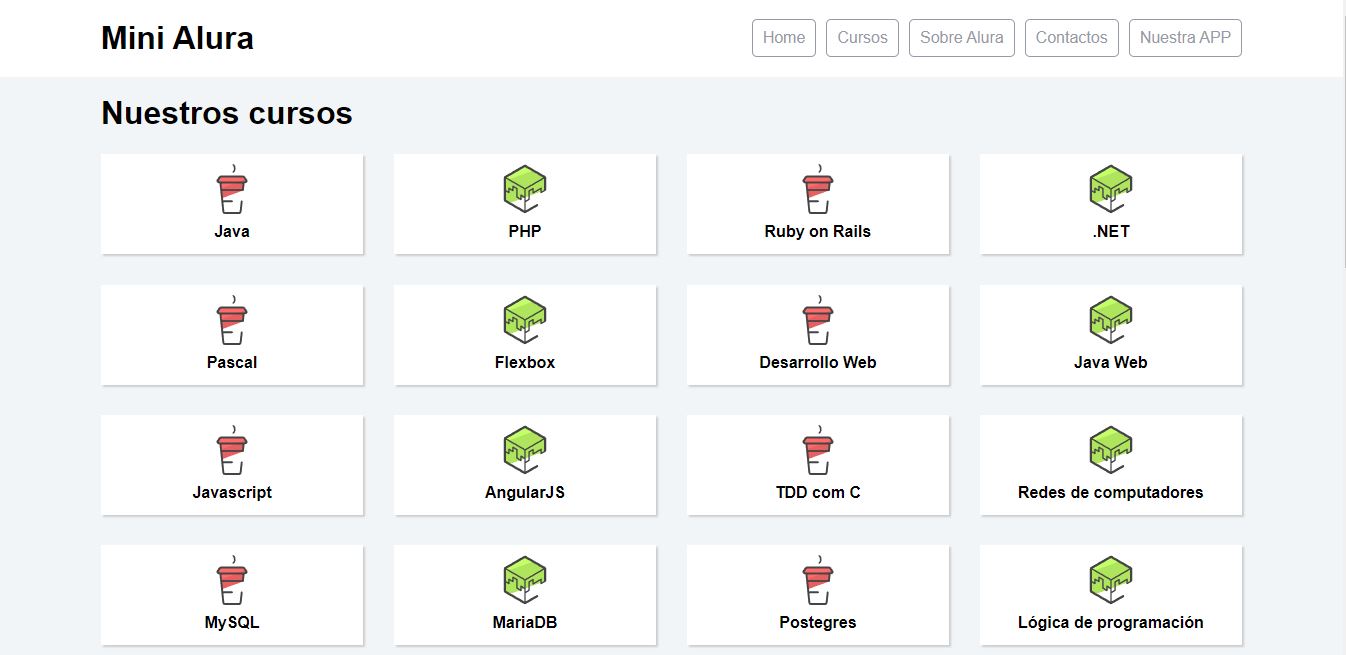 Mini Alura
Home Cursos Sobre Alura Contactos Nuestra APP
Nuestros cursos
Java PHP Ruby on Rails .NET
Pascal Flexbox Desarrollo Web Java Web
Javascript AngularJS TDD com C Redes de computadores
MySQL MariaDB Postegres Lógica de programación